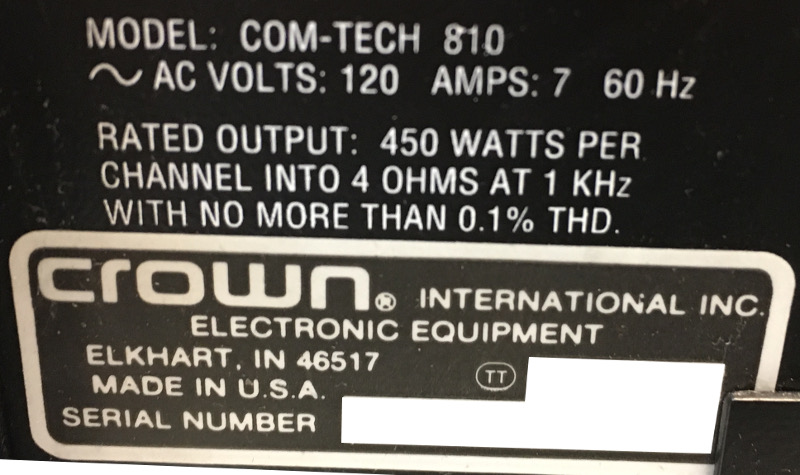 MODEL: COM-TECH 810
~ AC VOLTS: 120 AMPS: 7 60 Hz
RATED OUTPUT: 450 WATTS PER
CHANNEL INTO 4 OHMS AT 1 KHz
WITH NO MORE THAN 0.1% THD.
crown® INTERNATIONAL INC.
ELECTRONIC EQUIPMENT
ELKHART, IN 46517
MADE IN U.S.A. TT
SERIAL NUMBER